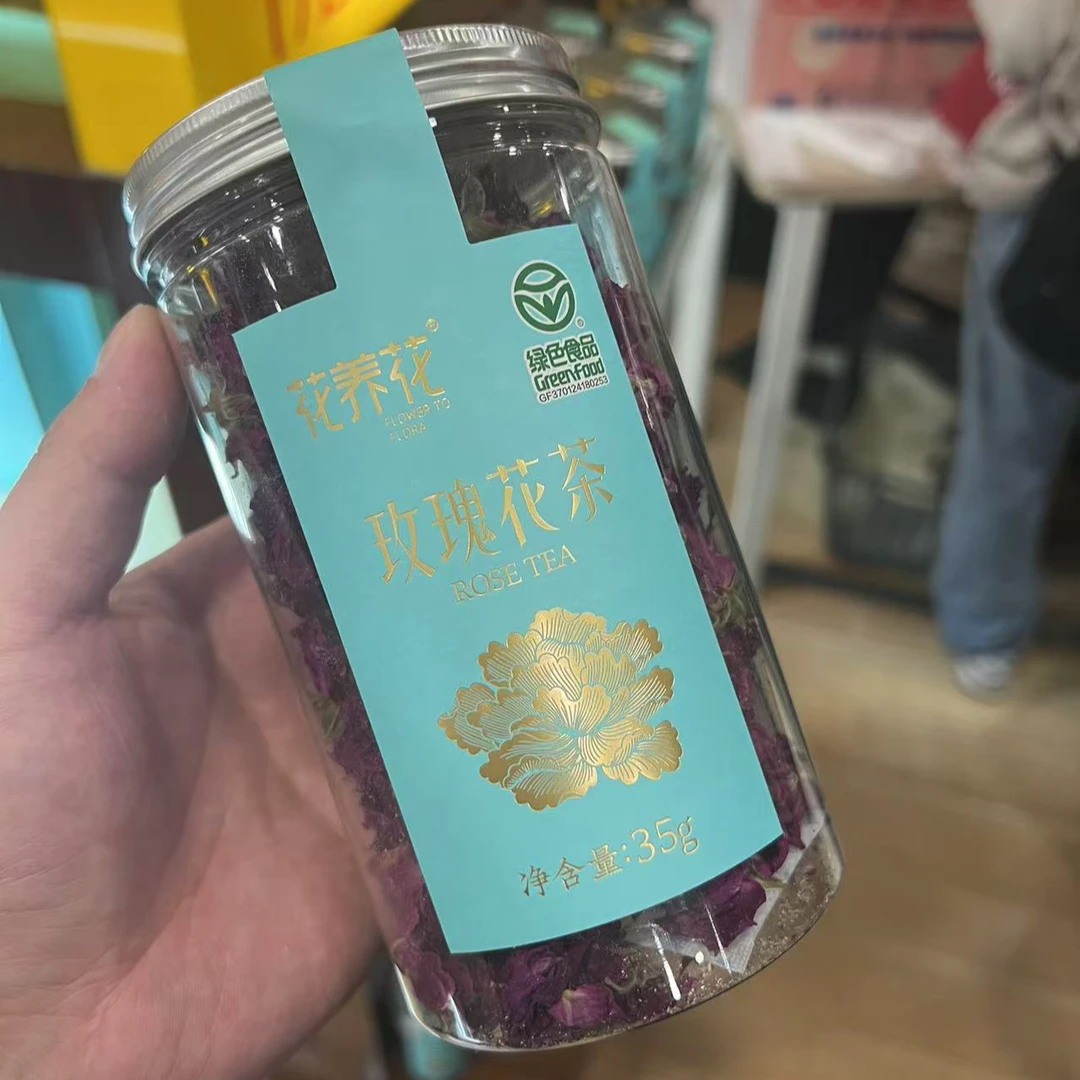 花养花®
FLOWER TO
FLORA
绿色食品®
GreenFood
GF370124180253
玫瑰花茶
ROSE TEA
净含量:35g